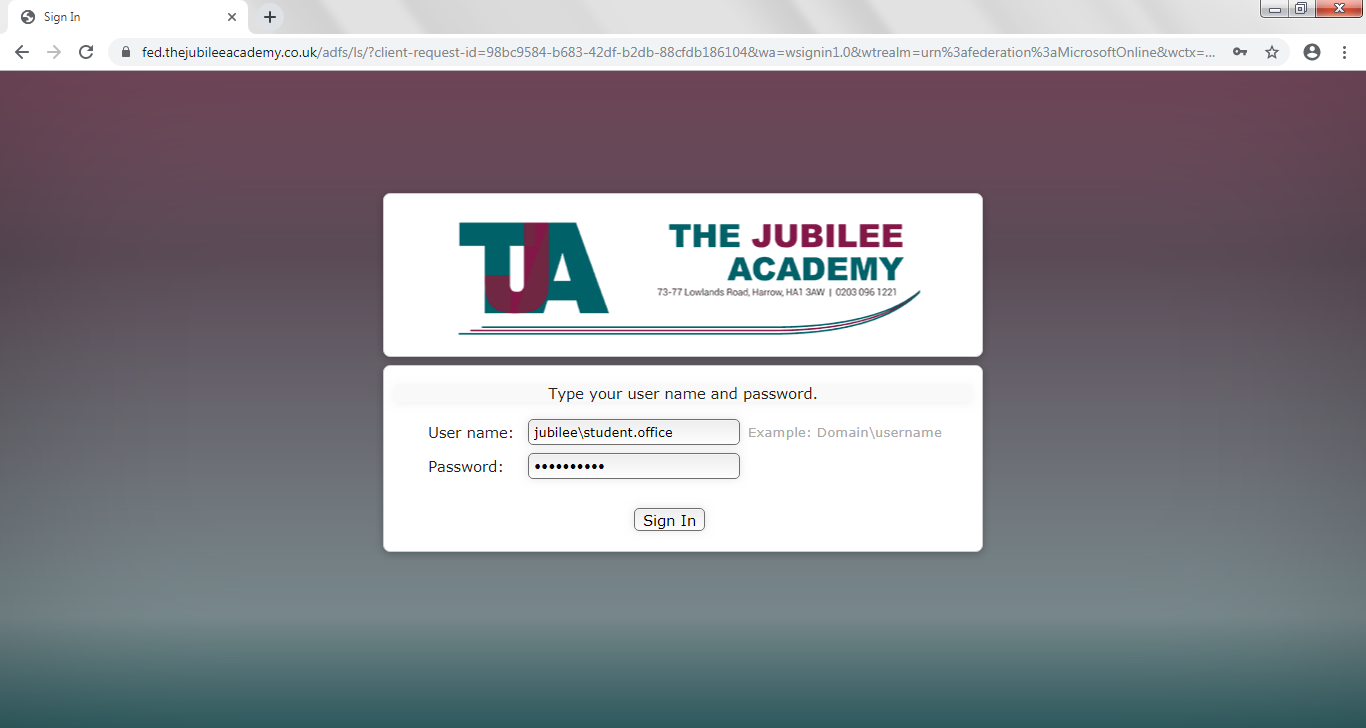 Sign In
fed.thejubileeacademy.co.uk/adfs/ls/?client-request-id=98bc9584-b683-42df-b2db-88cfdb186104&wa=wsignin1.0&wtrealm=urn%3afederation%3aMicrosoftOnline&wctx=...
TJA
THE JUBILEE
ACADEMY
73-77 Lowlands Road, Harrow, HA1 3AW | 0203 096 1221
Type your user name and password.
User name: jubilee\student.office Example: Domain\username
Password: ••••••••••
Sign In